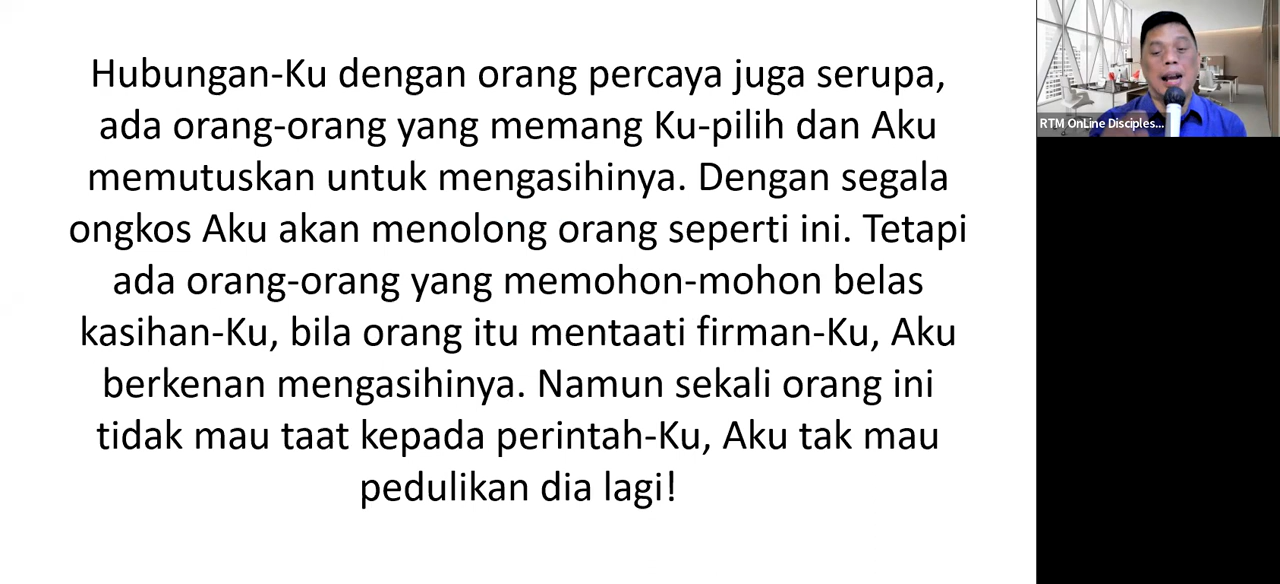 Hubungan-Ku dengan orang percaya juga serupa,
ada orang-orang yang memang Ku-pilih dan Aku
memutuskan untuk mengasihinya. Dengan segala
ongkos Aku akan menolong orang seperti ini. Tetapi
ada orang-orang yang memohon-mohon belas
kasihan-Ku, bila orang itu mentaati firman-Ku, Aku
berkenan mengasihinya. Namun sekali orang ini
tidak mau taat kepada perintah-Ku, Aku tak mau
pedulikan dia lagi!
RTM OnLine Disciples...